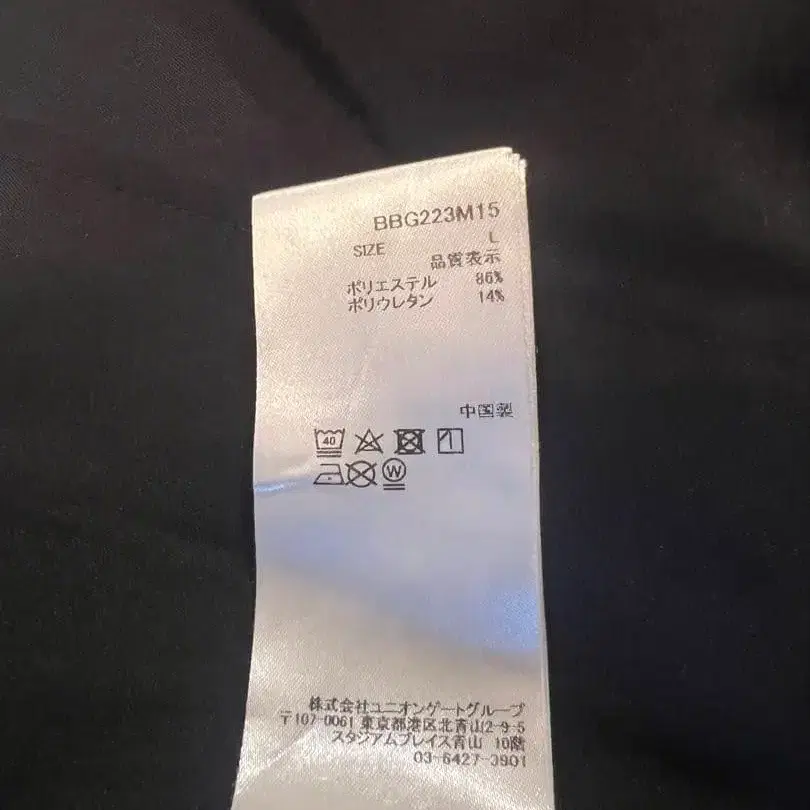 BBG223M15
SIZE L
品質表示
ポリエステル 86%
ポリウレタン 14%
中国製
40
W
株式会社ユニオンゲートグループ
〒107-0061 東京都港区北青山2-9-5
スタジアムプレイス青山 10階
03-6427-3901